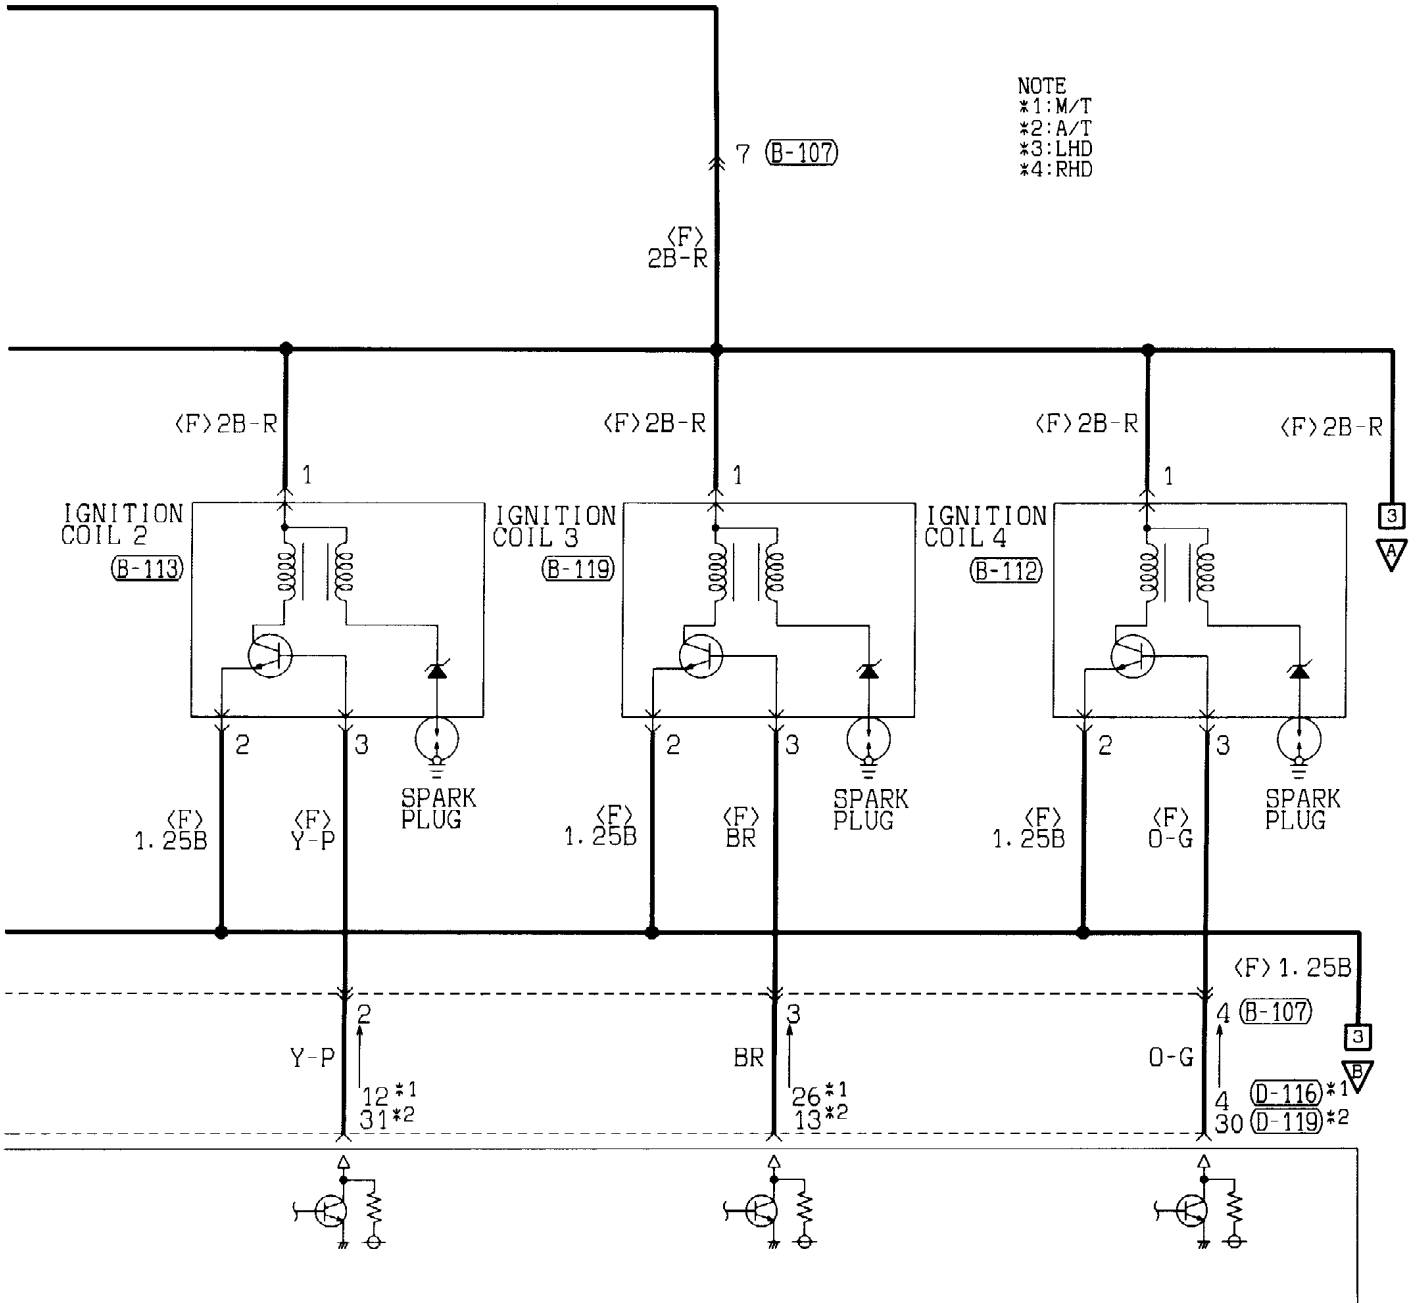 NOTE
*1:M/T
*2:A/T
*3:LHD
*4:RHD
7 B-107
<F>
2B-R
<F>2B-R
<F>2B-R
<F>2B-R
<F>2B-R
1
1
1
3
A
IGNITION
COIL 2
B-113
IGNITION
COIL 3
B-119
IGNITION
COIL 4
B-112
2
3
2
3
2
3
SPARK
PLUG
SPARK
PLUG
SPARK
PLUG
<F>
1.25B
<F>
Y-P
<F>
1.25B
<F>
BR
<F>
1.25B
<F>
O-G
<F>1.25B
3
B
2
3
4 B-107
Y-P
BR
O-G
12*1
31*2
26*1
13*2
4 D-116*1
30 D-119*2